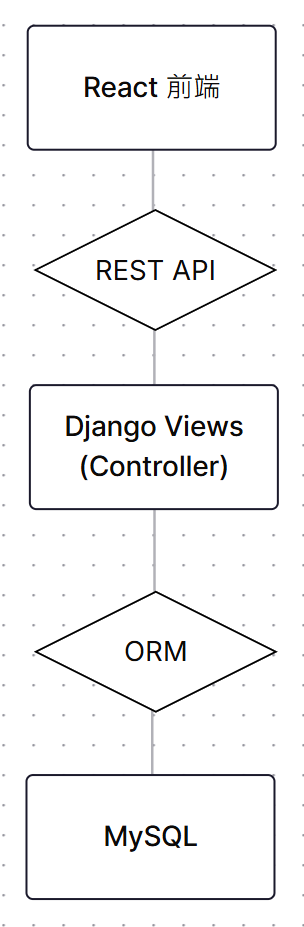 React 前端
REST API
Django Views
(Controller)
ORM
MySQL